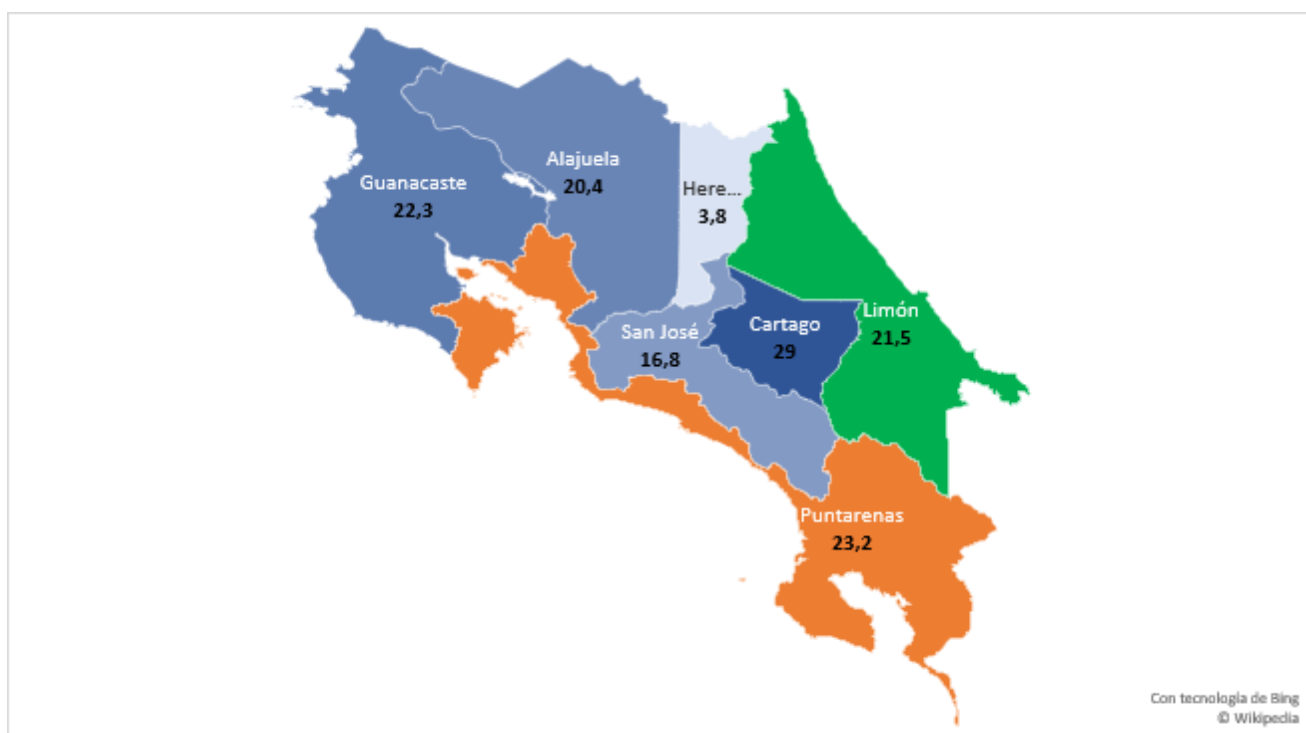 Alajuela
20,4
Guanacaste
22,3
Here...
3,8
Limón
21,5
San José
16,8
Cartago
29
Puntarenas
23,2
Con tecnología de Bing
© Wikipedia